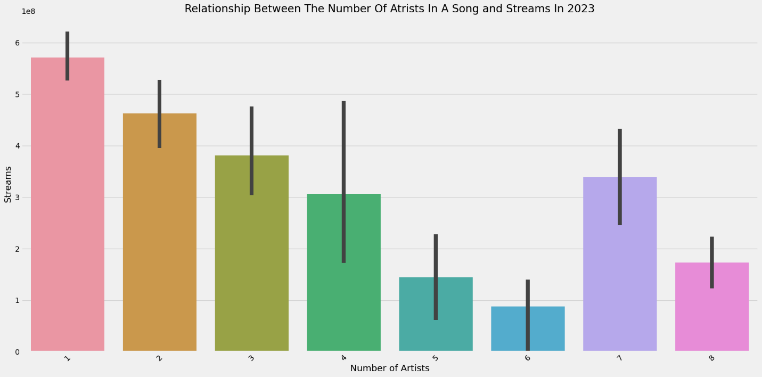 Relationship Between The Number Of Atrists In A Song and Streams In 2023
1e8
6
5
4
3
2
1
0
Streams
1 2 3 4 5 6 7 8
Number of Artists